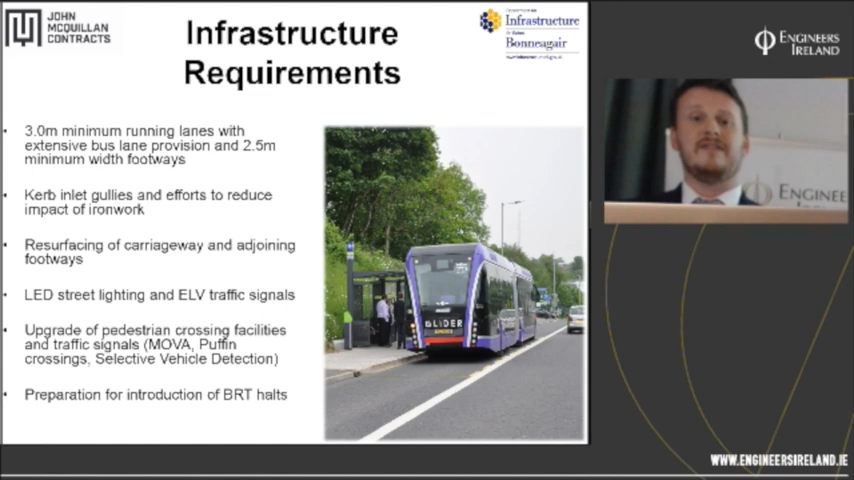 JOHN
MCQUILLAN
CONTRACTS
Infrastructure
Requirements
Infrastructure
Bonneagair
ENGINEERS
IRELAND
• 3.0m minimum running lanes with
extensive bus lane provision and 2.5m
minimum width footways
• Kerb inlet gullies and efforts to reduce
impact of ironwork
• Resurfacing of carriageway and adjoining
footways
• LED street lighting and ELV traffic signals
• Upgrade of pedestrian crossing facilities
and traffic signals (MOVA, Puffin
crossings, Selective Vehicle Detection)
• Preparation for introduction of BRT halts
GLIDER
ENGINEE
WWW.ENGINEERSIRELAND.IE